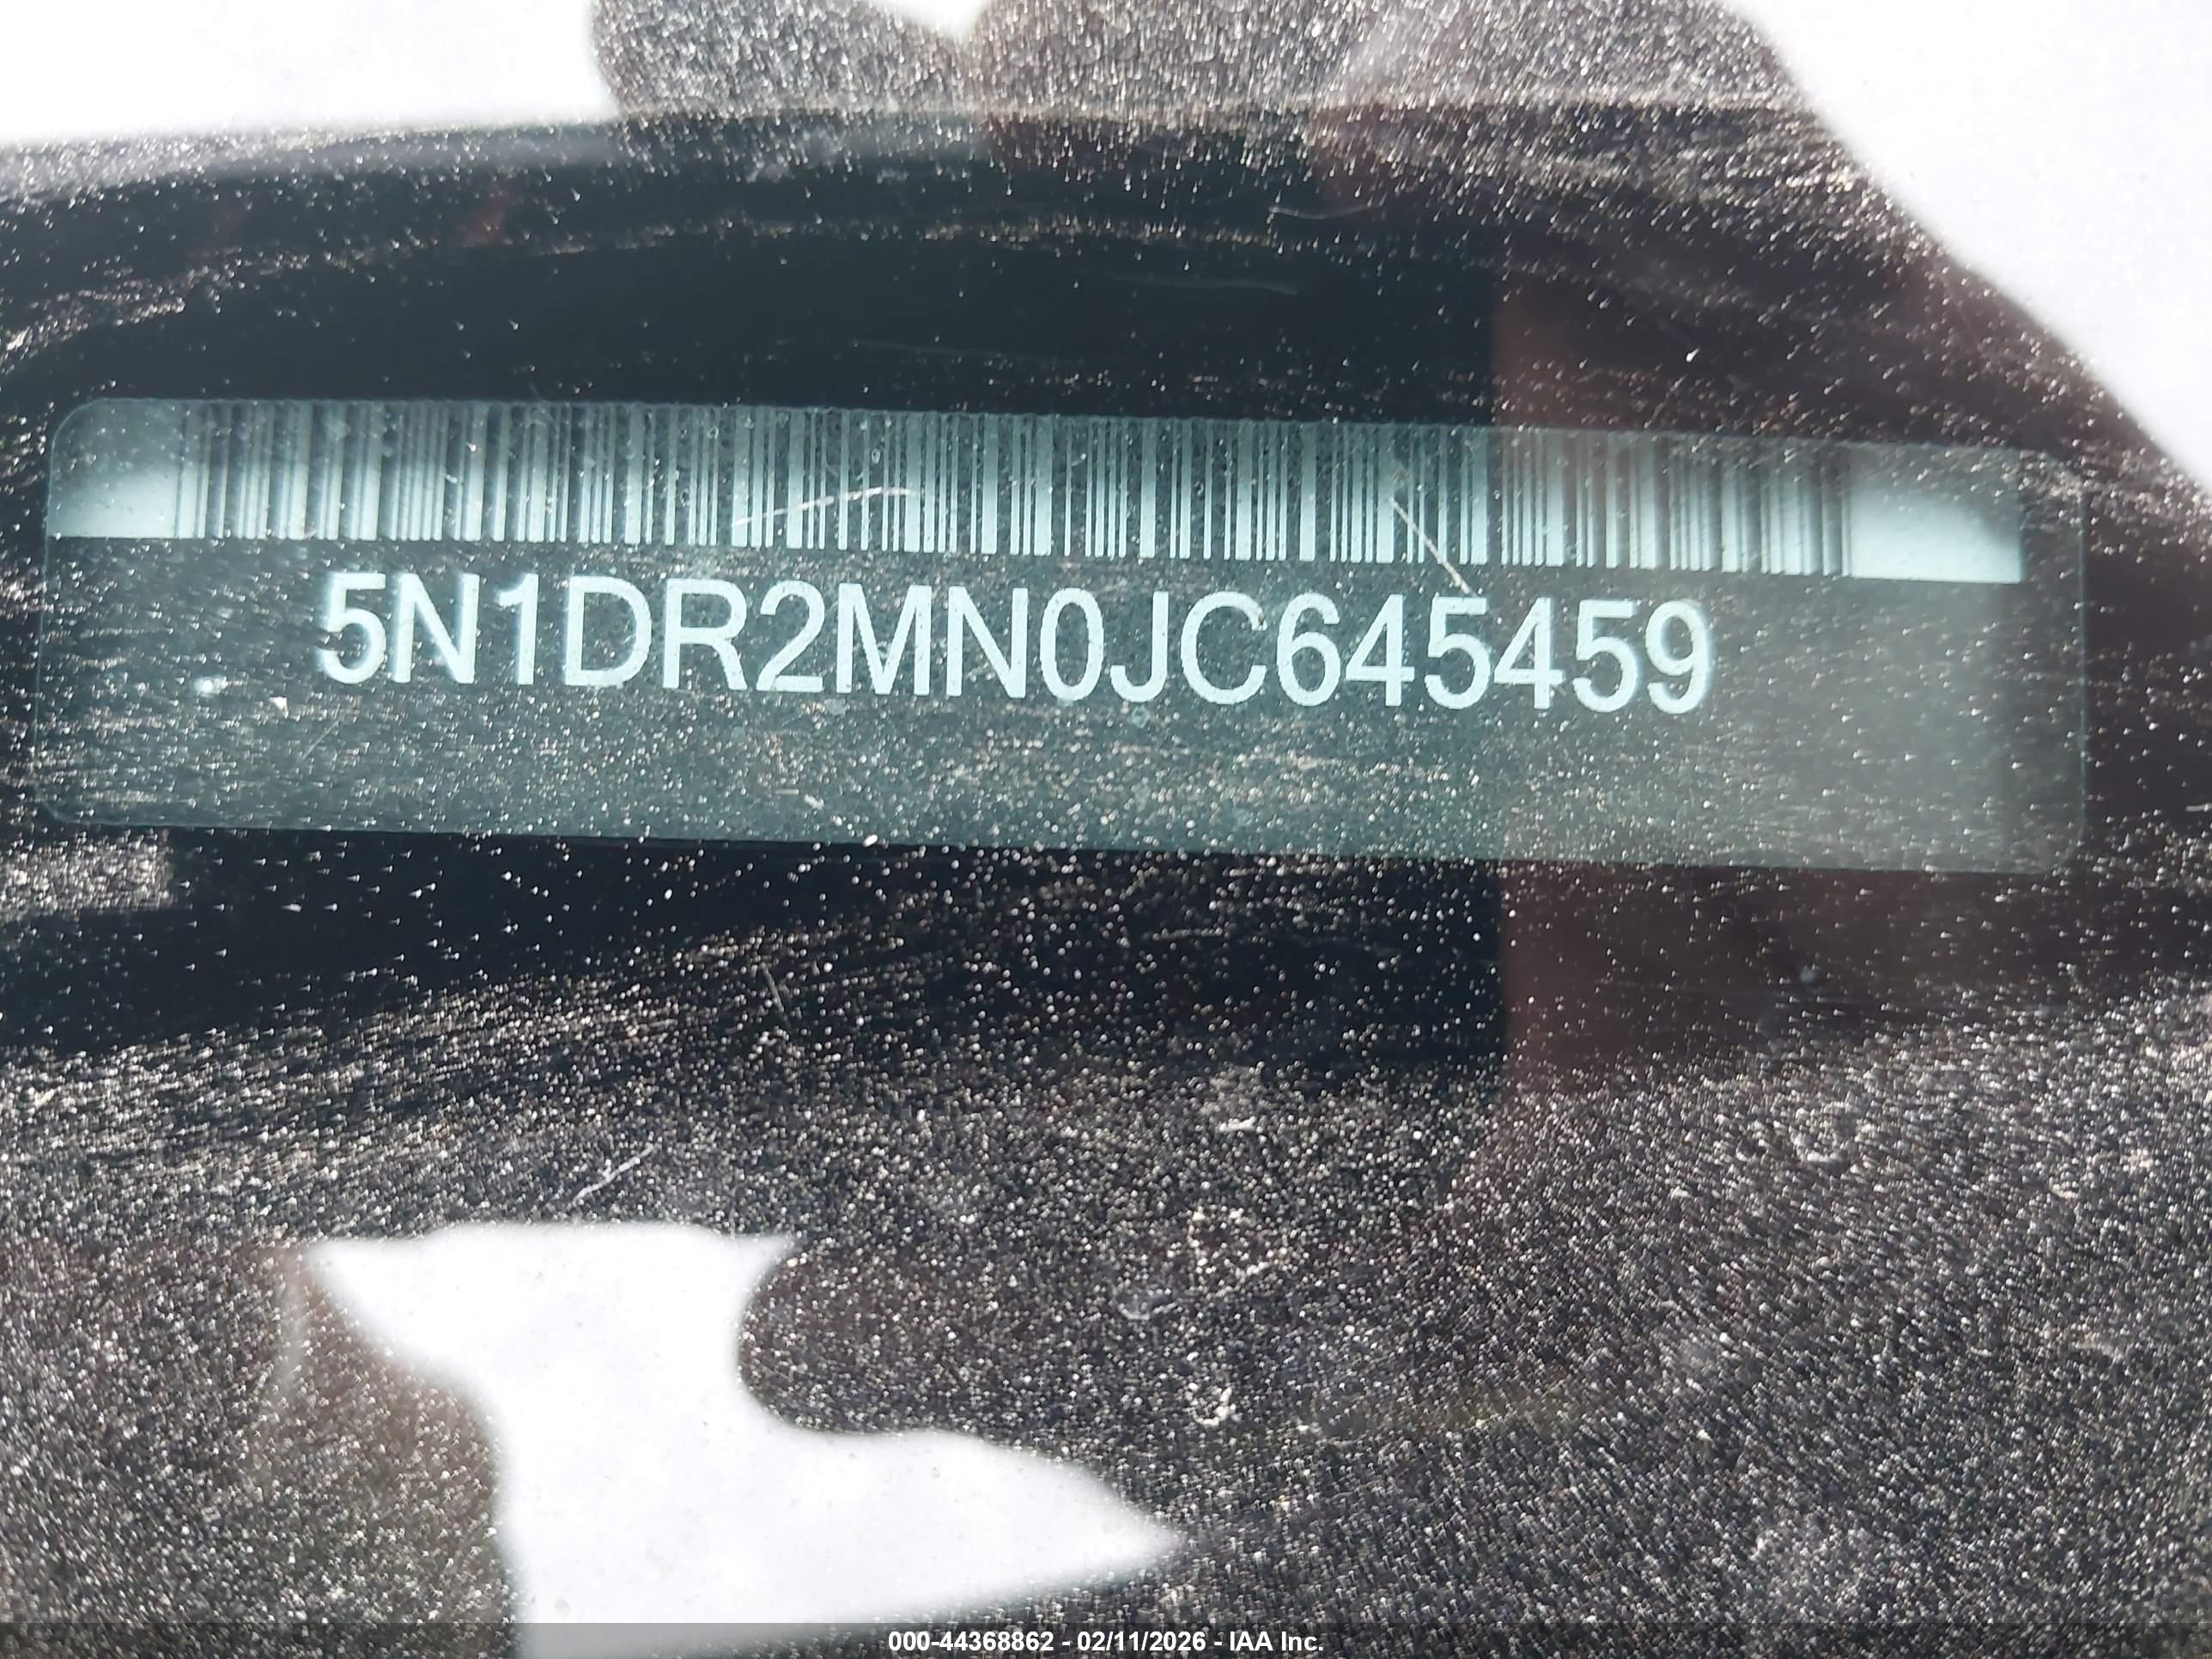 5N1DR2MN0JC645459
000-44368862 - 02/11/2026 - IAA Inc.